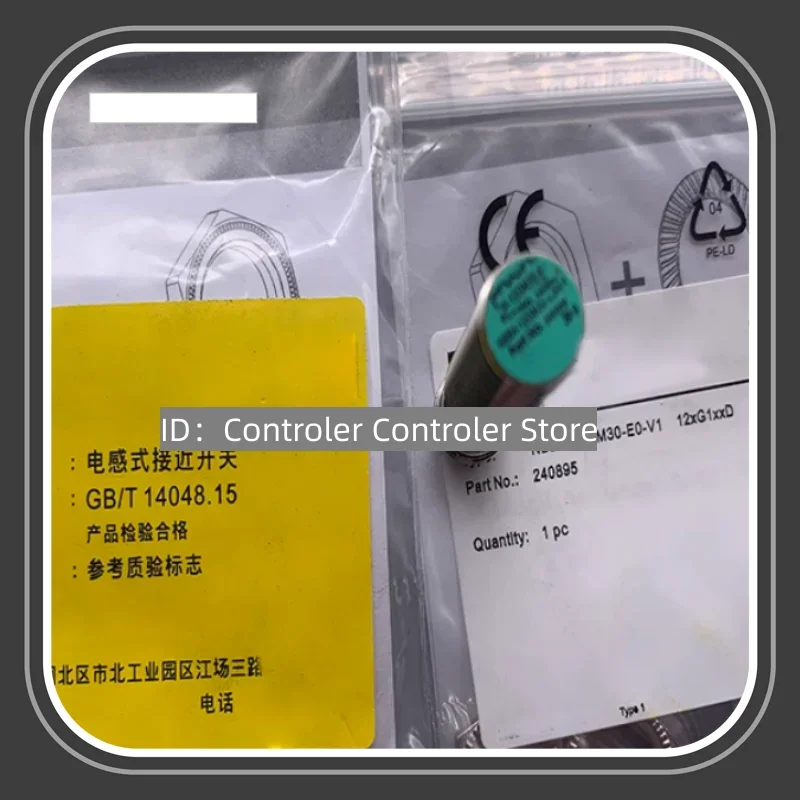 CE
04
PE-LD
ID：Controler Controler Store
M30-E0-V1 12xG1xxD
Part No.: 240895
Quantity: 1 pc
Type 1
：电感式接近开关
：GB/T 14048.15
产品检验合格
：参考质验标志
北区市北工业园区江场三路
电话